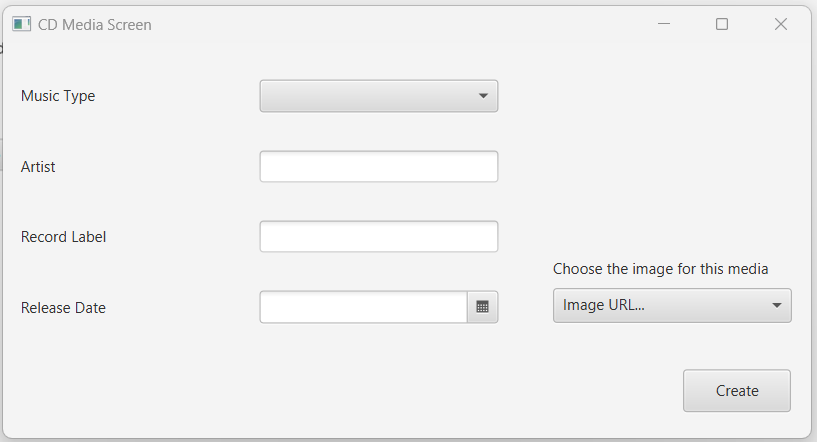 CD Media Screen
Music Type
Artist
Record Label
Choose the image for this media
Release Date
Image URL...
Create